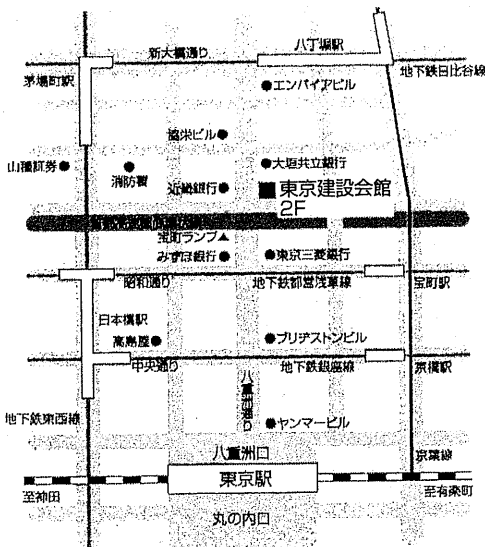 新大橋通り
八丁堀駅
茅場町駅
地下鉄日比谷線
エンパイアビル
協栄ビル
山種証券
消防署
大垣共立銀行
近畿銀行
東京建設会館
2F
宝町ランプ
みずほ銀行
東京三菱銀行
昭和通り
地下鉄都営浅草線
宝町駅
日本橋駅
高島屋
ブリヂストンビル
中央通り
八重洲通り
地下鉄銀座線
京橋駅
地下鉄東西線
ヤンマービル
八重洲口
京葉線
東京駅
至神田
至有楽町
丸の内口